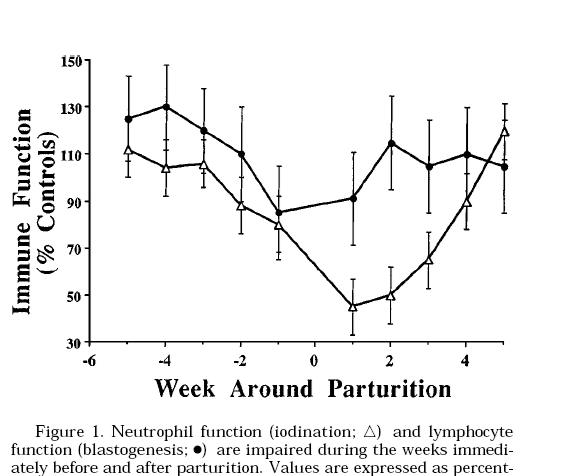 150
130
110
90
70
50
30
Immune Function
(% Controls)
-6 -4 -2 0 2 4
Week Around Parturition
Figure 1. Neutrophil function (iodination; △) and lymphocyte
function (blastogenesis; ●) are impaired during the weeks immedi-
ately before and after parturition. Values are expressed as percent-